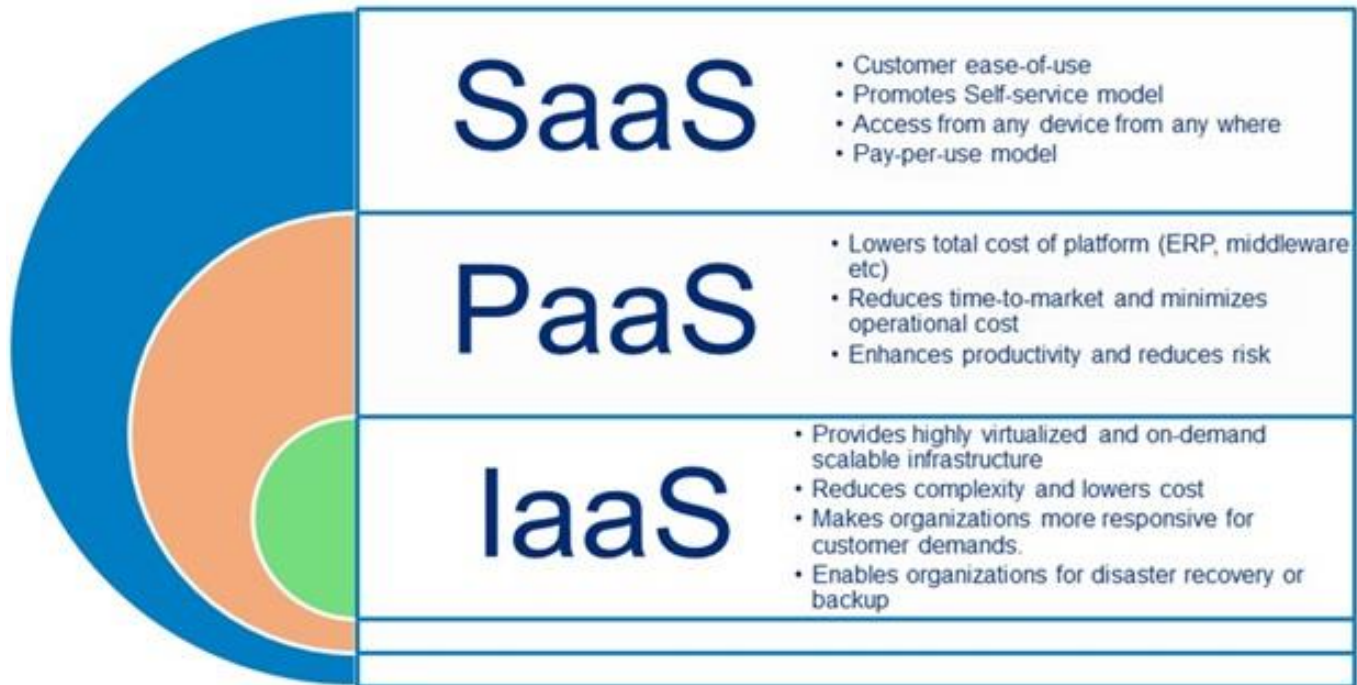 SaaS
• Customer ease-of-use
• Promotes Self-service model
• Access from any device from any where
• Pay-per-use model
PaaS
• Lowers total cost of platform (ERP, middleware
etc)
• Reduces time-to-market and minimizes
operational cost
• Enhances productivity and reduces risk
IaaS
• Provides highly virtualized and on-demand
scalable infrastructure
• Reduces complexity and lowers cost
• Makes organizations more responsive for
customer demands.
• Enables organizations for disaster recovery or
backup